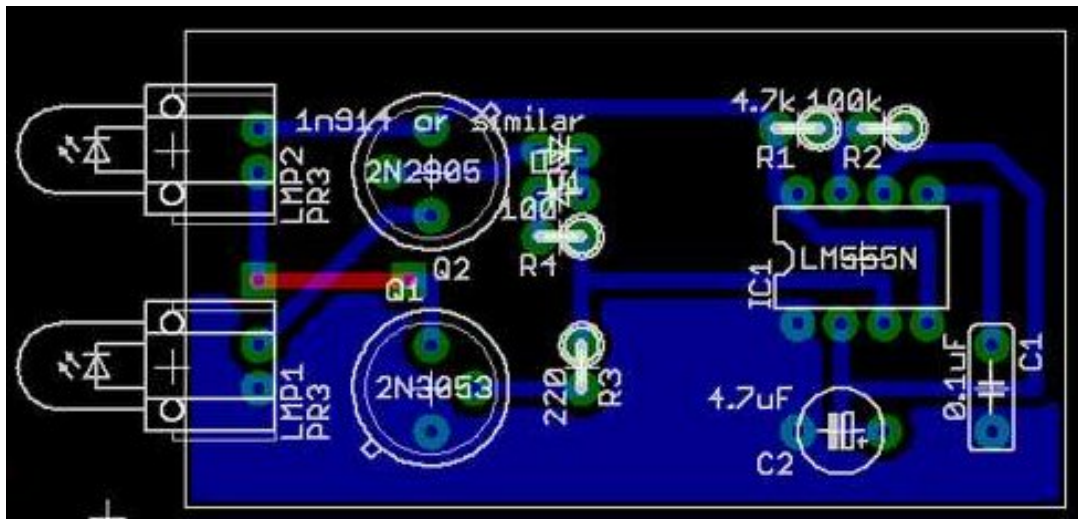 LMP2
PR3
1n914 or similar
2N2905
Q2
100
R4
4.7k
100k
R1
R2
IC1
LM555N
Q1
2N3053
LMP1
PR3
220
R3
4.7uF
C2
0.1uF
C1